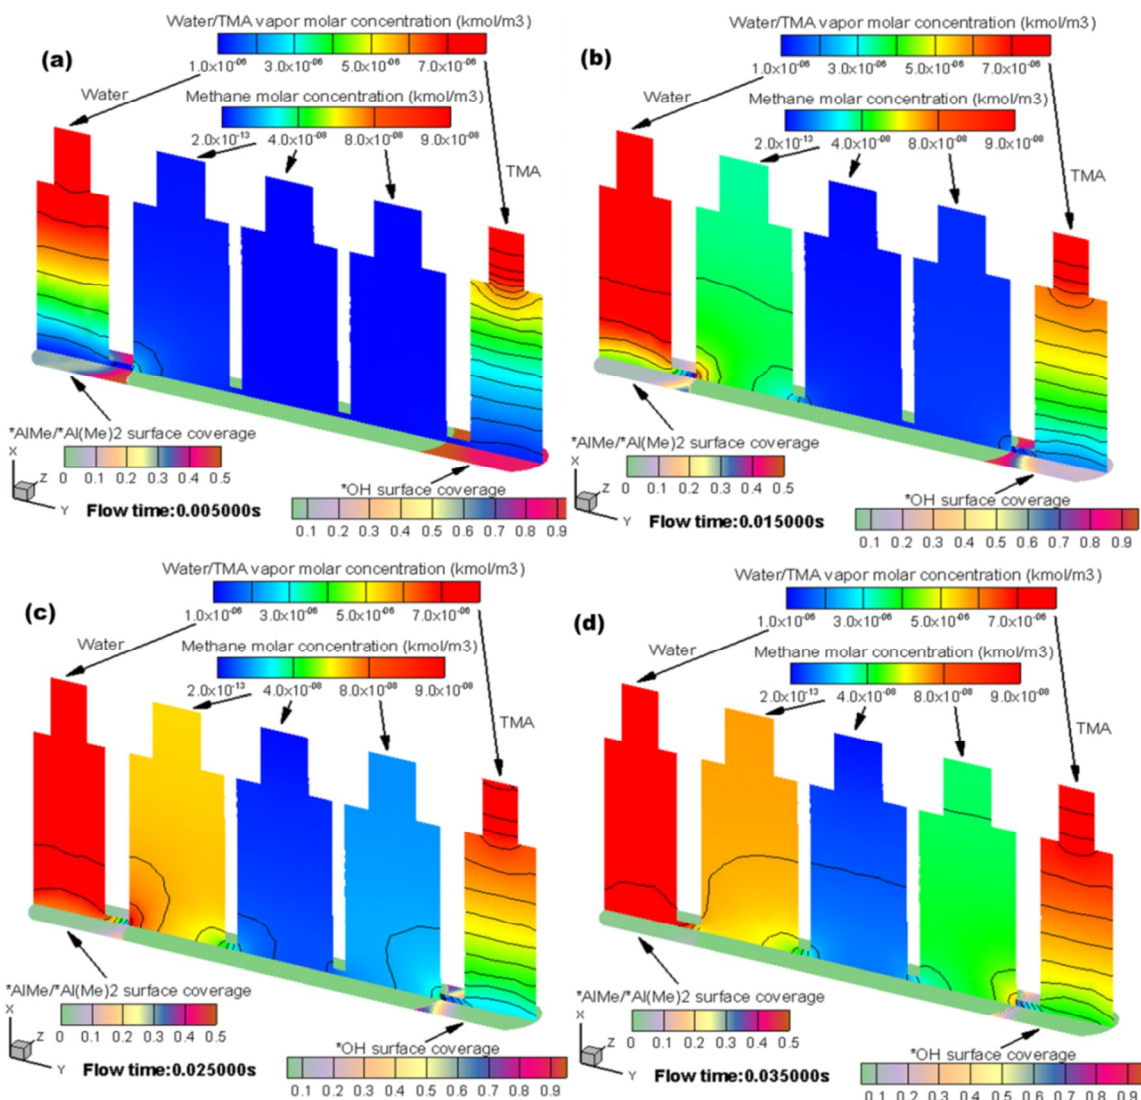 (a)
Water/TMA vapor molar concentration (kmol/m3)
1.0x10⁻⁰⁶ 3.0x10⁻⁰⁶ 5.0x10⁻⁰⁶ 7.0x10⁻⁰⁶
Water
Methane molar concentration (kmol/m3)
2.0x10⁻¹³ 4.0x10⁻⁰⁸ 8.0x10⁻⁰⁸ 9.0x10⁻⁰⁸
TMA
*AlMe/*Al(Me)2 surface coverage
0 0.1 0.2 0.3 0.4 0.5
*OH surface coverage
0.1 0.2 0.3 0.4 0.5 0.6 0.7 0.8 0.9
X
Z
Y
Flow time:0.005000s
(b)
Water/TMA vapor molar concentration (kmol/m3)
1.0x10⁻⁰⁶ 3.0x10⁻⁰⁶ 5.0x10⁻⁰⁶ 7.0x10⁻⁰⁶
Water
Methane molar concentration (kmol/m3)
2.0x10⁻¹³ 4.0x10⁻⁰⁸ 8.0x10⁻⁰⁸ 9.0x10⁻⁰⁸
TMA
*AlMe/*Al(Me)2 surface coverage
0 0.1 0.2 0.3 0.4 0.5
*OH surface coverage
0.1 0.2 0.3 0.4 0.5 0.6 0.7 0.8 0.9
X
Z
Y
Flow time:0.015000s
(c)
Water/TMA vapor molar concentration (kmol/m3)
1.0x10⁻⁰⁶ 3.0x10⁻⁰⁶ 5.0x10⁻⁰⁶ 7.0x10⁻⁰⁶
Water
Methane molar concentration (kmol/m3)
2.0x10⁻¹³ 4.0x10⁻⁰⁸ 8.0x10⁻⁰⁸ 9.0x10⁻⁰⁸
TMA
*AlMe/*Al(Me)2 surface coverage
0 0.1 0.2 0.3 0.4 0.5
*OH surface coverage
0.1 0.2 0.3 0.4 0.5 0.6 0.7 0.8 0.9
X
Z
Y
Flow time:0.025000s
(d)
Water/TMA vapor molar concentration (kmol/m3)
1.0x10⁻⁰⁶ 3.0x10⁻⁰⁶ 5.0x10⁻⁰⁶ 7.0x10⁻⁰⁶
Water
Methane molar concentration (kmol/m3)
2.0x10⁻¹³ 4.0x10⁻⁰⁸ 8.0x10⁻⁰⁸ 9.0x10⁻⁰⁸
TMA
*AlMe/*Al(Me)2 surface coverage
0 0.1 0.2 0.3 0.4 0.5
*OH surface coverage
0.1 0.2 0.3 0.4 0.5 0.6 0.7 0.8 0.9
X
Z
Y
Flow time:0.035000s